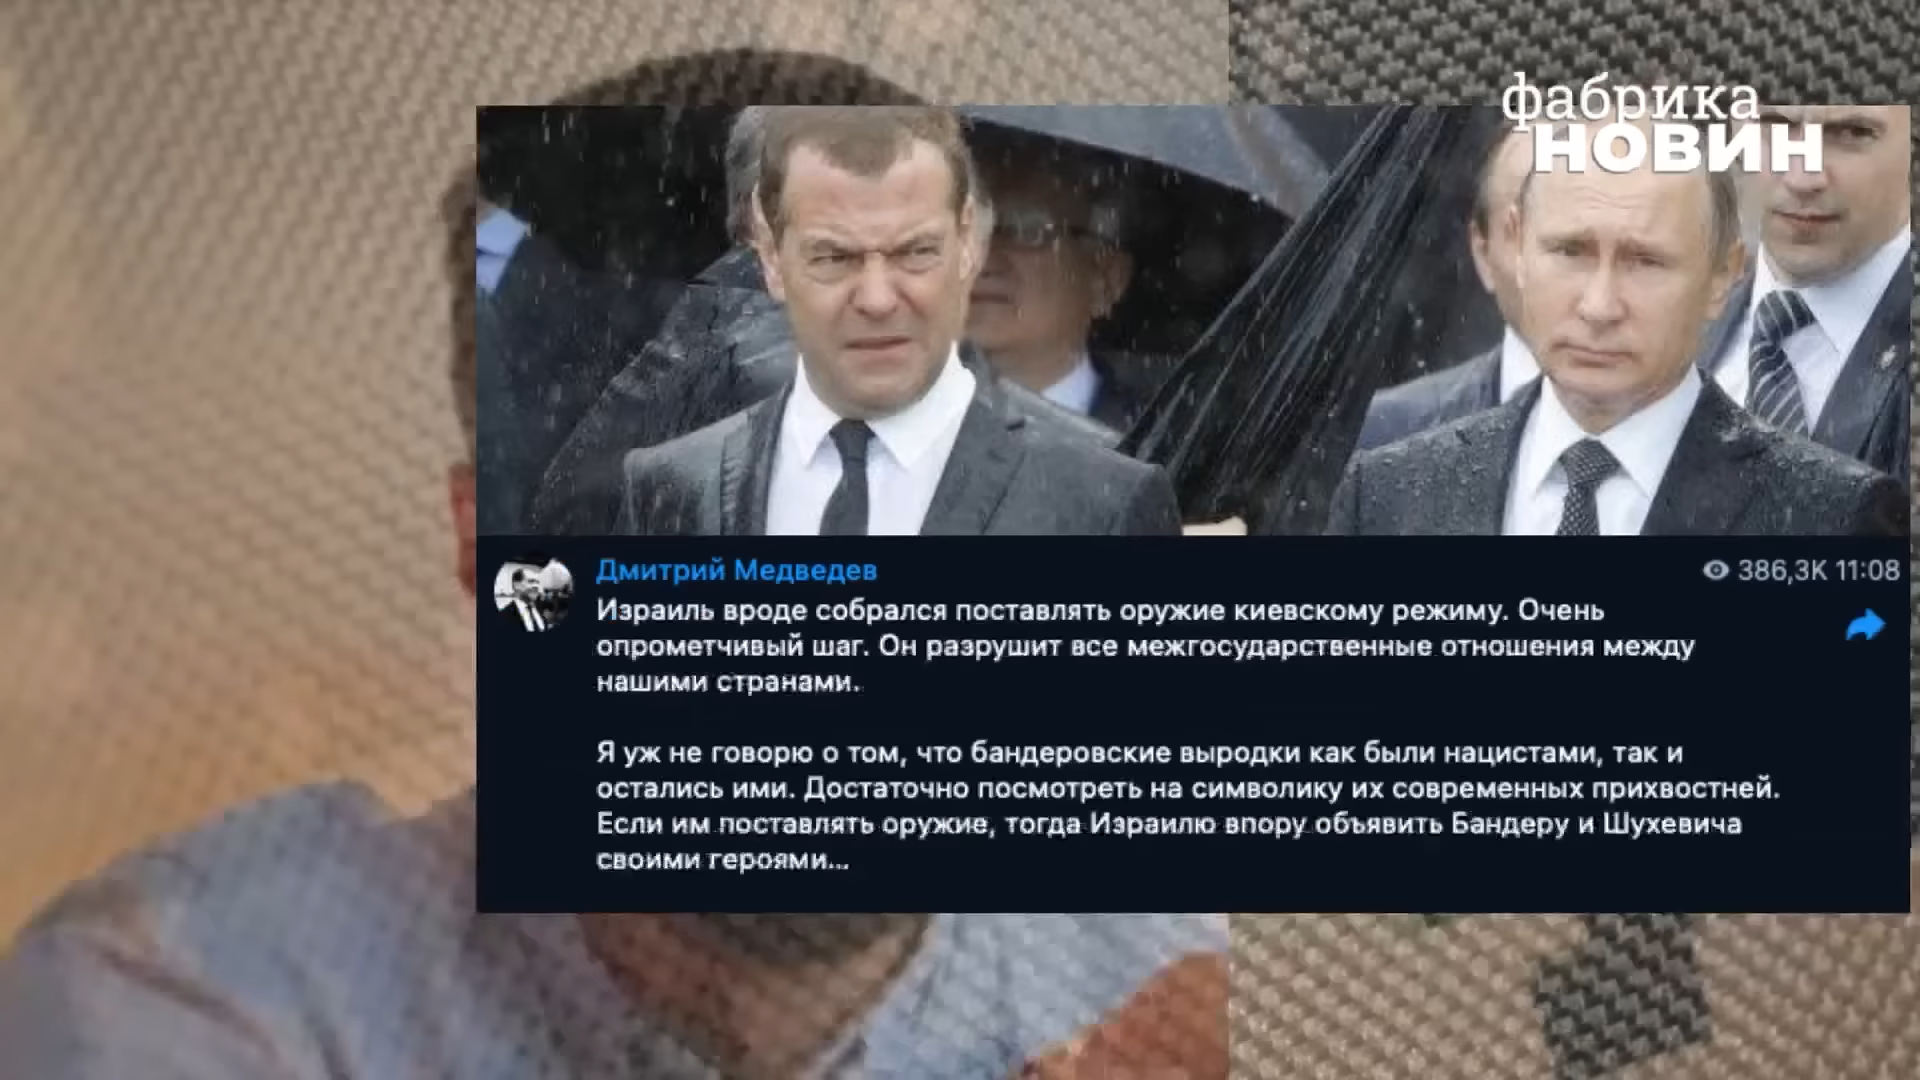 фабрика
новин
Дмитрий Медведев
386,3K 11:08
Израиль вроде собрался поставлять оружие киевскому режиму. Очень
опрометчивый шаг. Он разрушит все межгосударственные отношения между
нашими странами.
Я уж не говорю о том, что бандеровские выродки как были нацистами, так и
остались ими. Достаточно посмотреть на символику их современных прихвостней.
Если им поставлять оружие, тогда Израилю впору объявить Бандеру и Шухевича
своими героями...